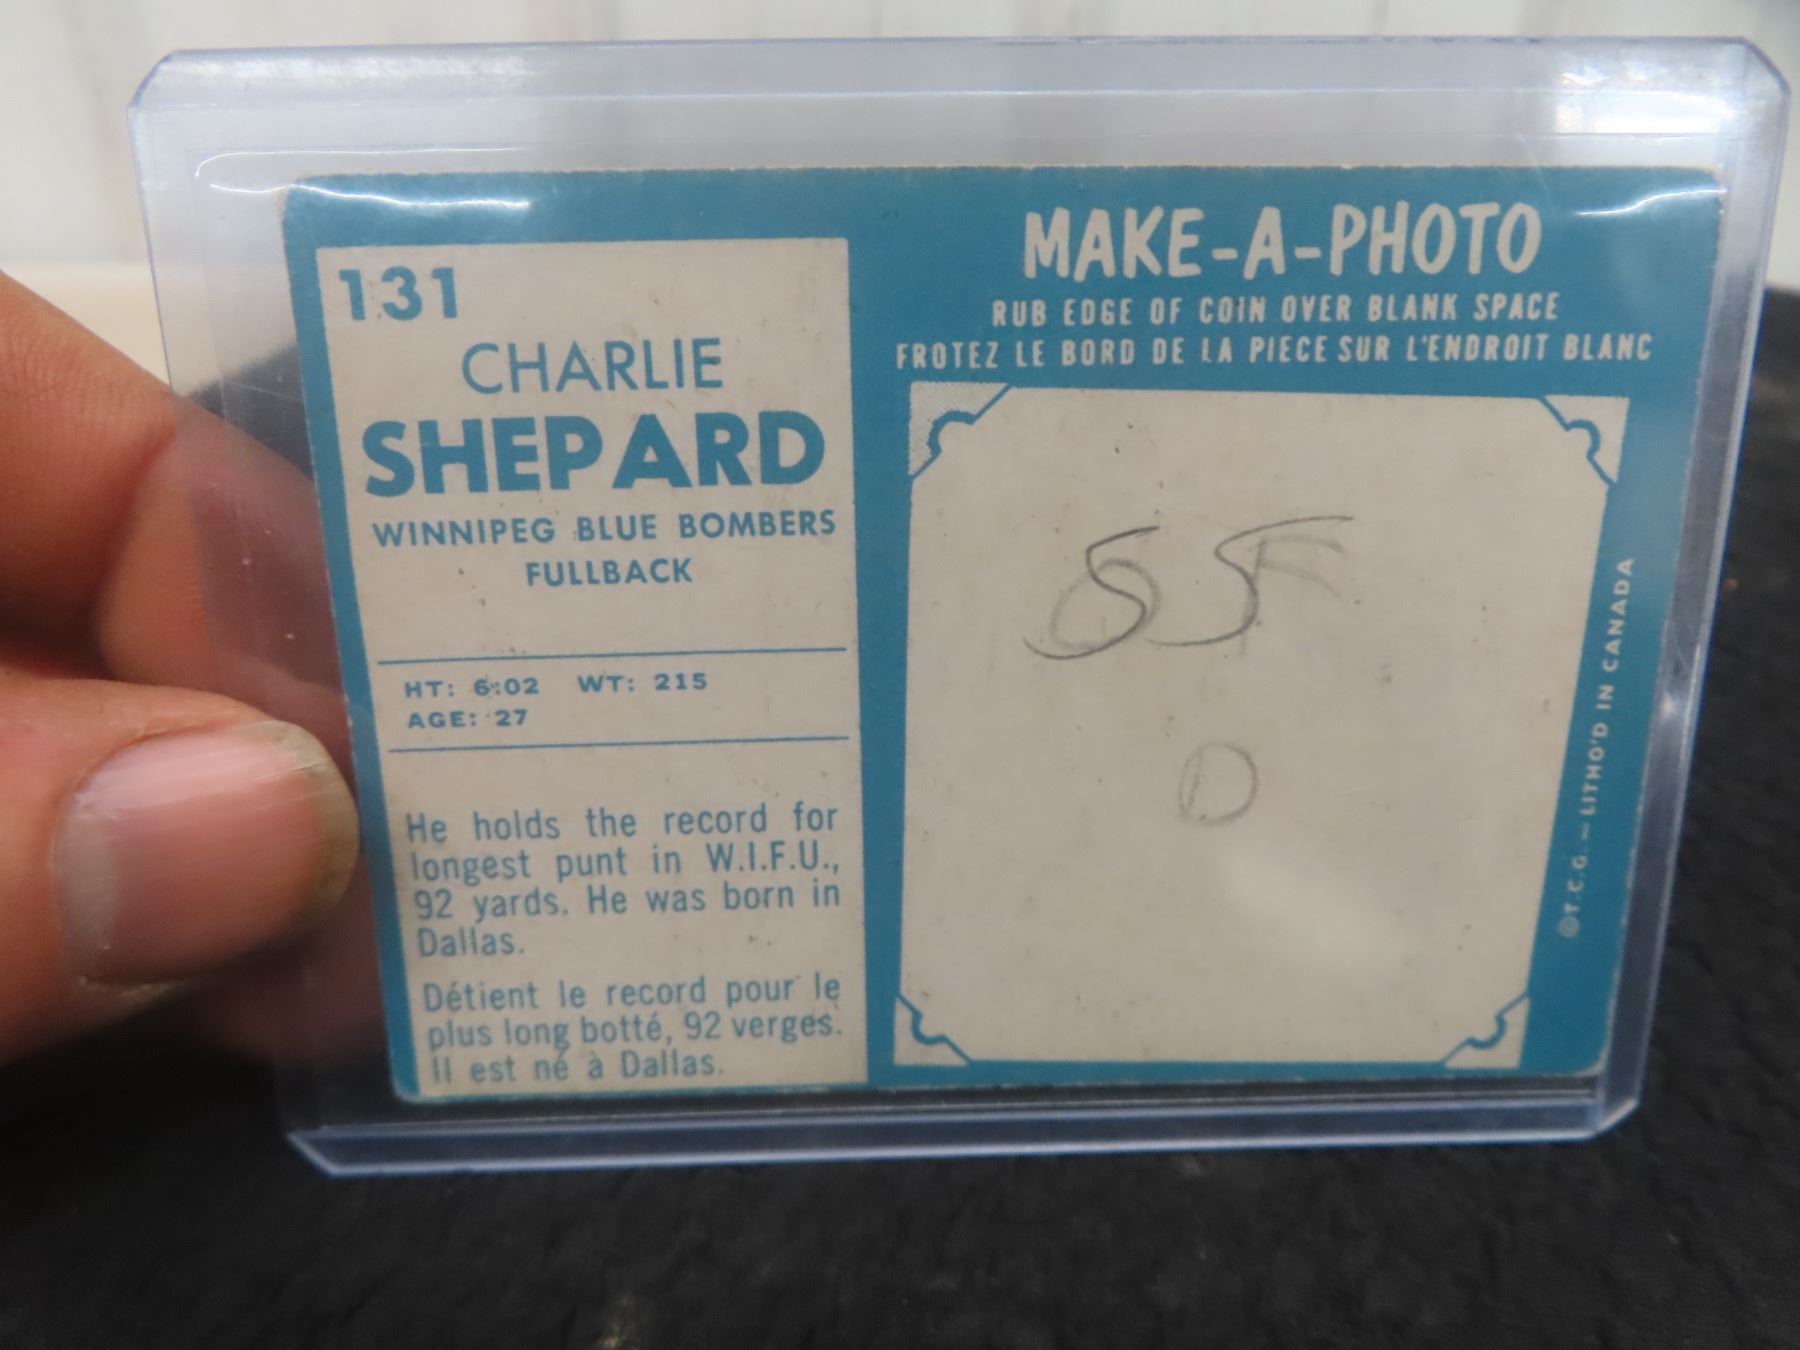 131
CHARLIE
SHEPARD
WINNIPEG BLUE BOMBERS
FULLBACK
HT: 6:02 WT: 215
AGE: 27
He holds the record for
longest punt in W.I.F.U.,
92 yards. He was born in
Dallas.
Détient le record pour le
plus long botté, 92 verges.
Il est né à Dallas.
MAKE-A-PHOTO
RUB EDGE OF COIN OVER BLANK SPACE
FROTEZ LE BORD DE LA PIECE SUR L'ENDROIT BLANC
©T.C.G.—LITHO'D IN CANADA